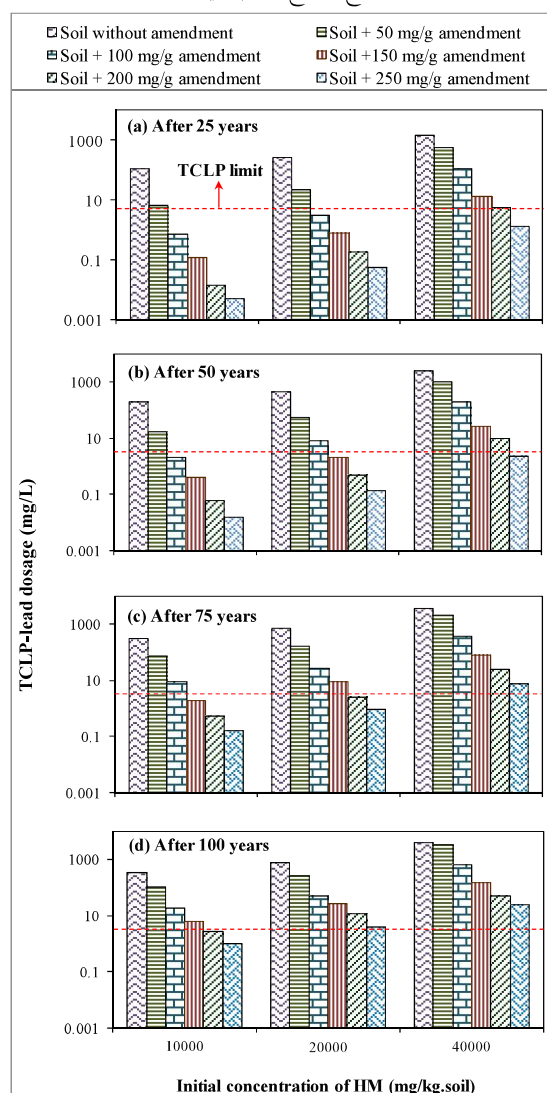 Soil without amendment
Soil + 50 mg/g amendment
Soil + 100 mg/g amendment
Soil +150 mg/g amendment
Soil + 200 mg/g amendment
Soil + 250 mg/g amendment
TCLP-lead dosage (mg/L)
(a) After 25 years
TCLP limit
1000
10
0.1
0.001
(b) After 50 years
1000
10
0.1
0.001
(c) After 75 years
1000
10
0.1
0.001
(d) After 100 years
1000
10
0.1
0.001
10000 20000 40000
Initial concentration of HM (mg/kg.soil)